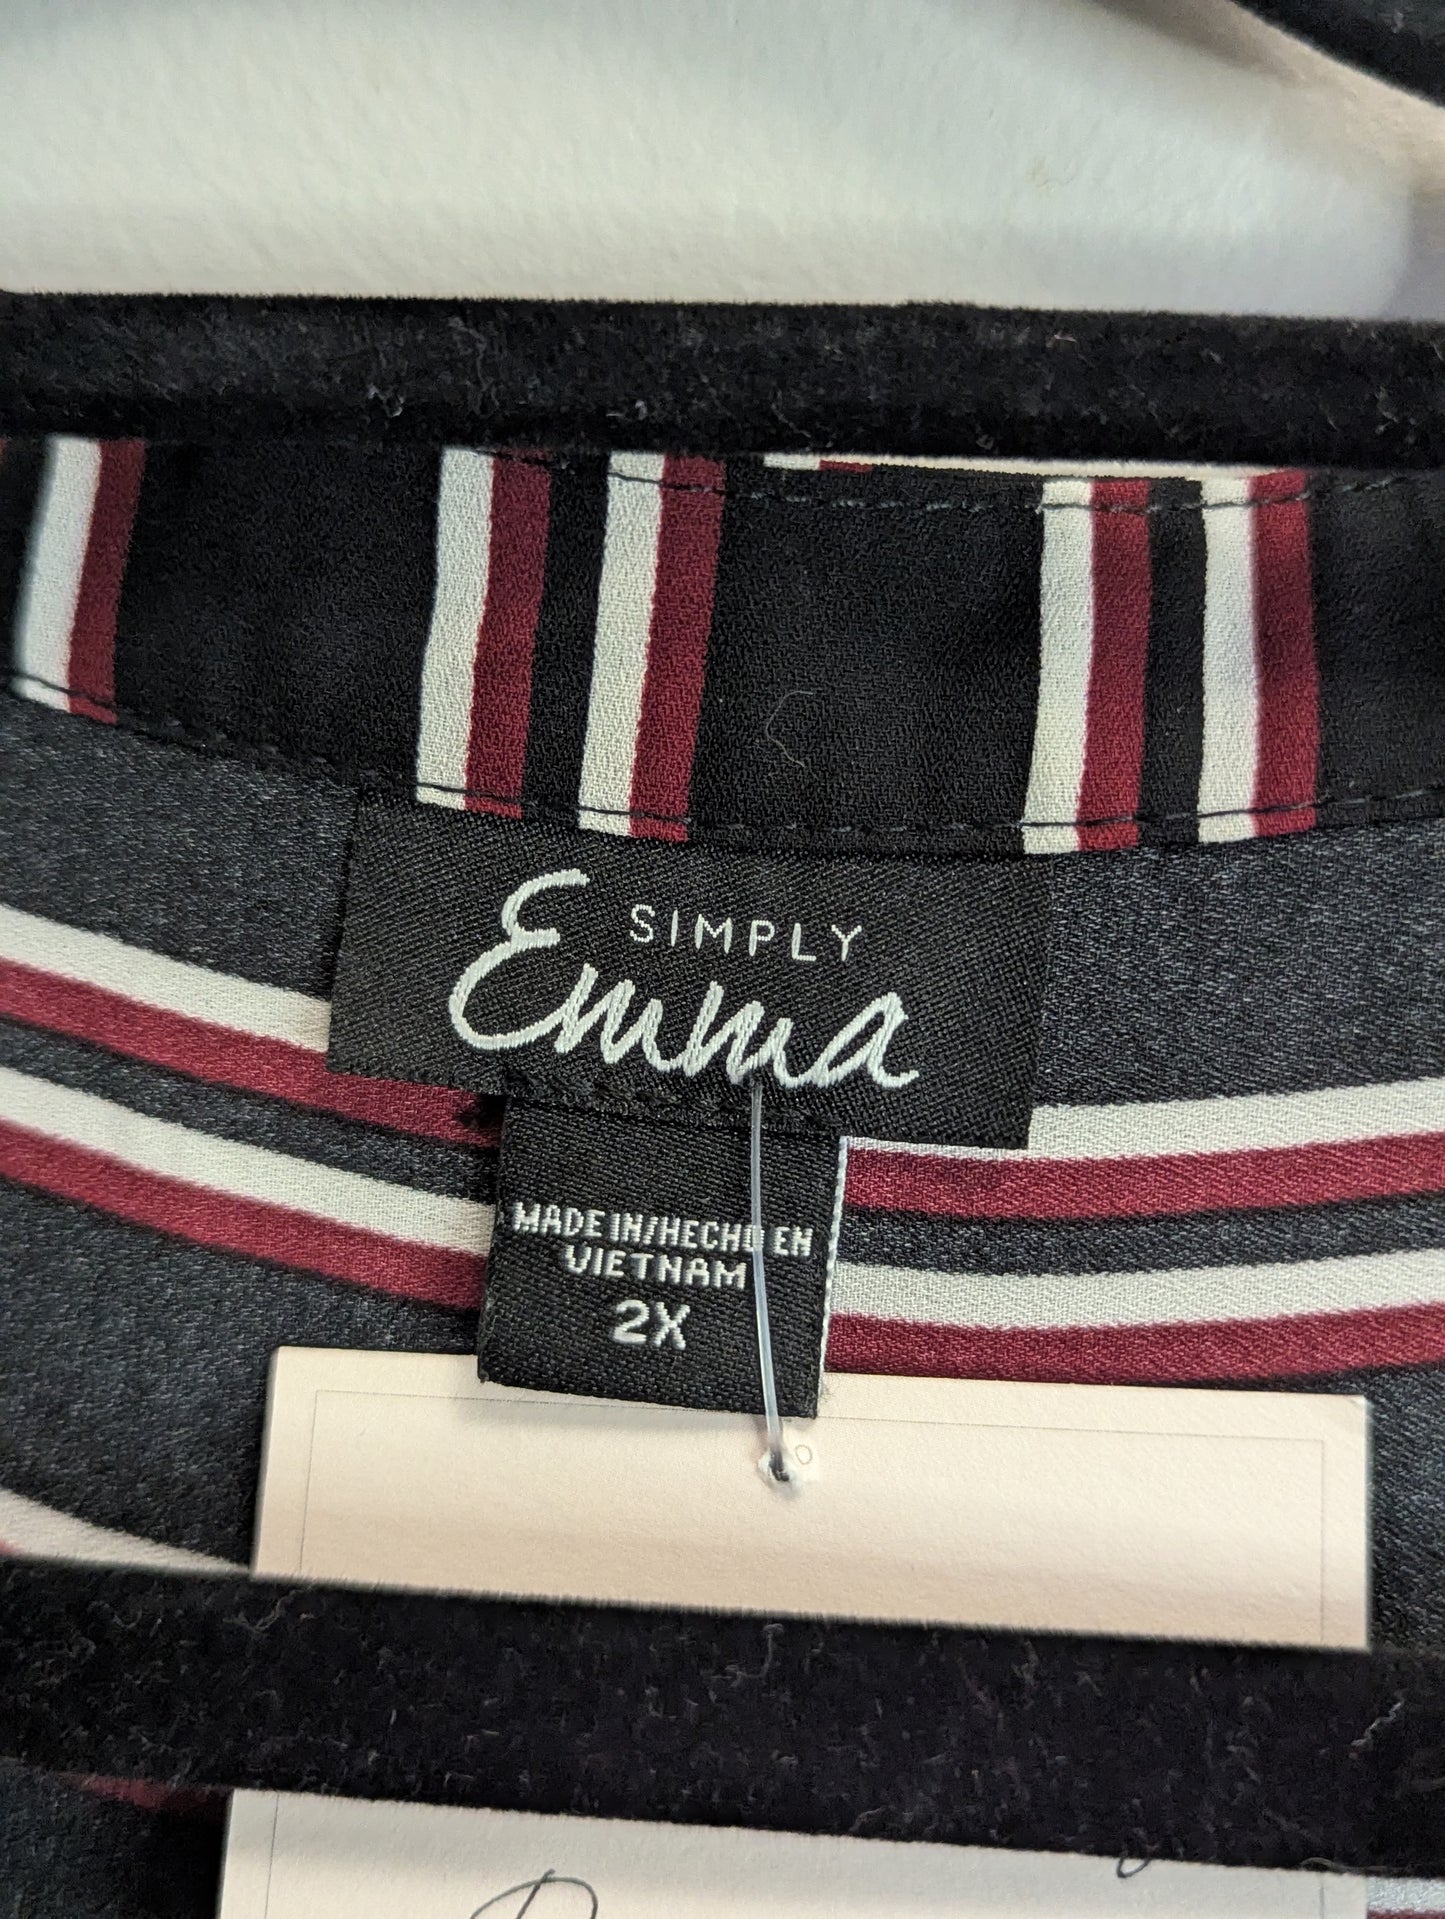 SIMPLY
Emma
MADE IN/HECHO EN
VIETNAM
2X